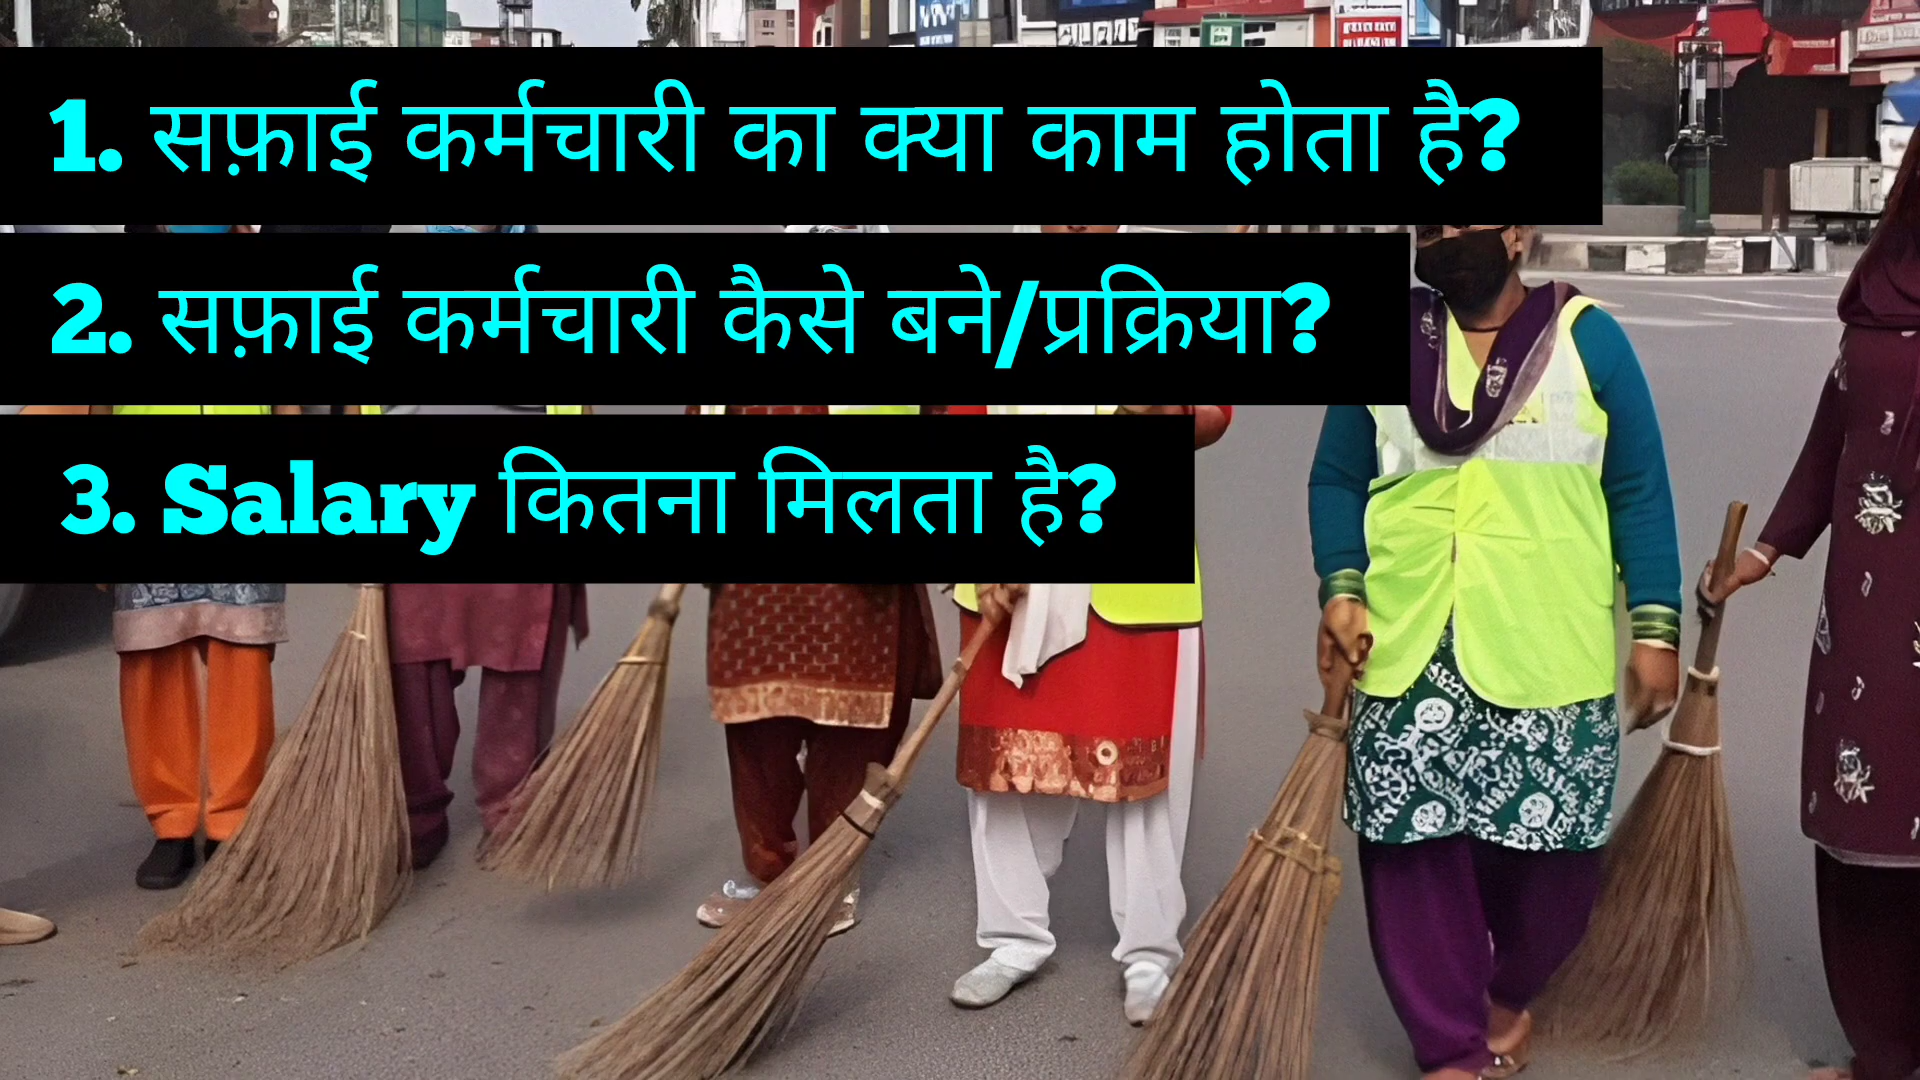 1. सफ़ाई कर्मचारी का क्या काम होता है?
2. सफ़ाई कर्मचारी कैसे बने/प्रक्रिया?
3. Salary कितना मिलता है?